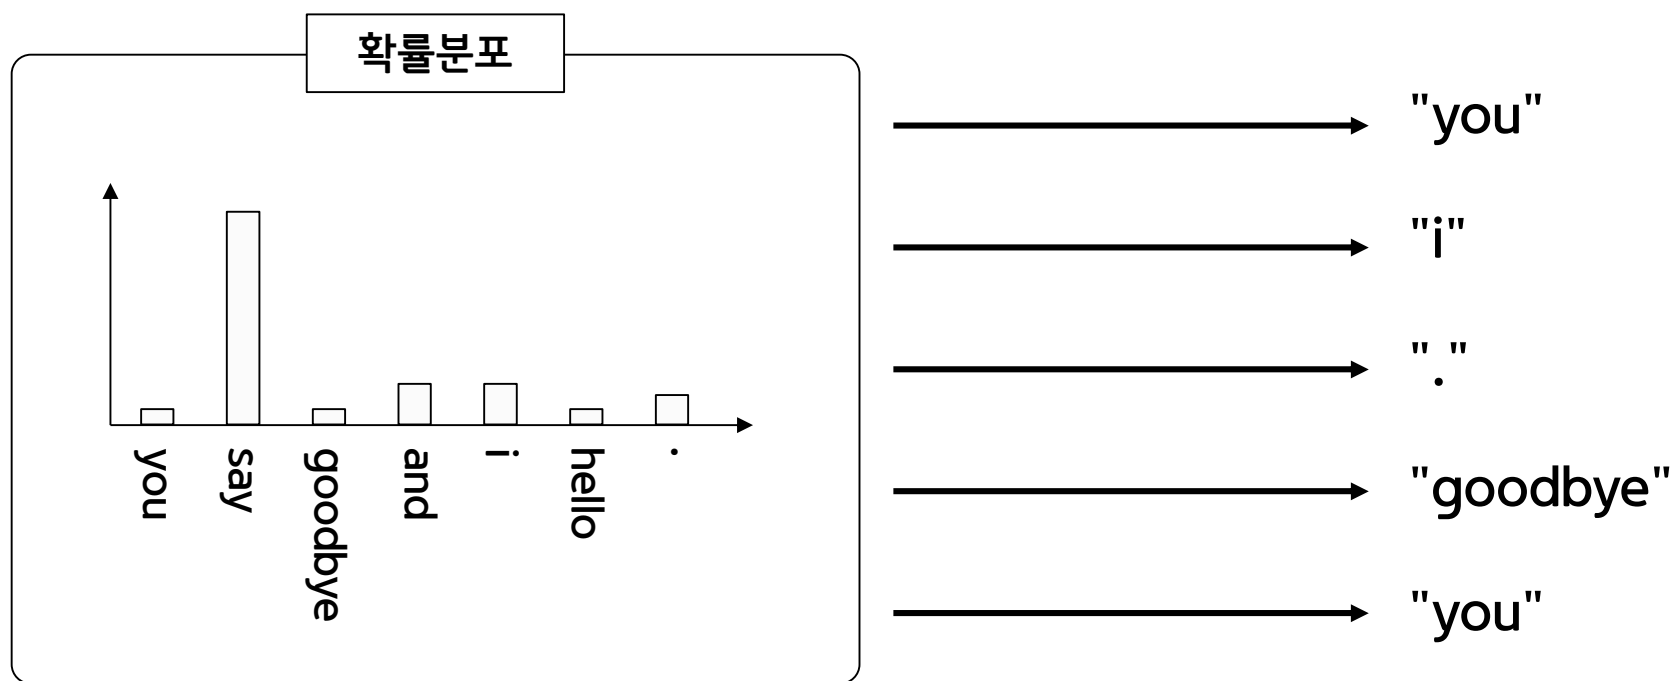 확률분포
you
say
goodbye
and
i
hello
.
"you"
"i"
"."
"goodbye"
"you"